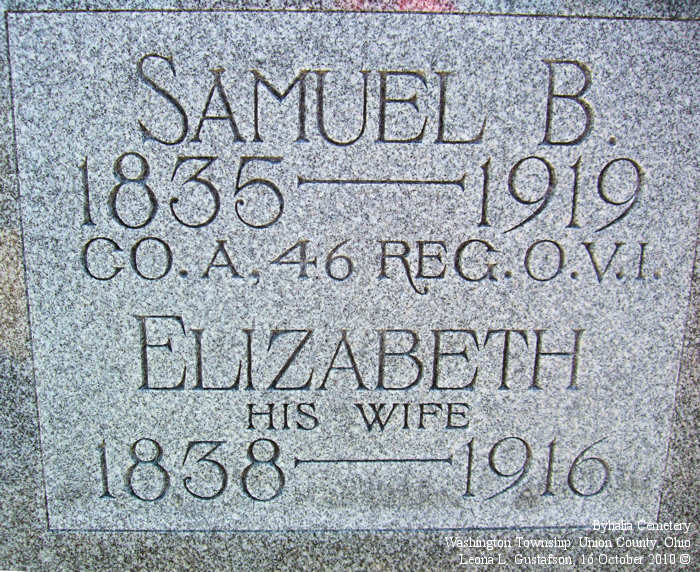 SAMUEL B.
1835 — 1919
CO. A, 46 REG. O.V.I.
ELIZABETH
HIS WIFE
1838 — 1916
Byhalia Cemetery
Washington Township, Union County, Ohio
Leona L. Gustafson, 16 October 2010 ©